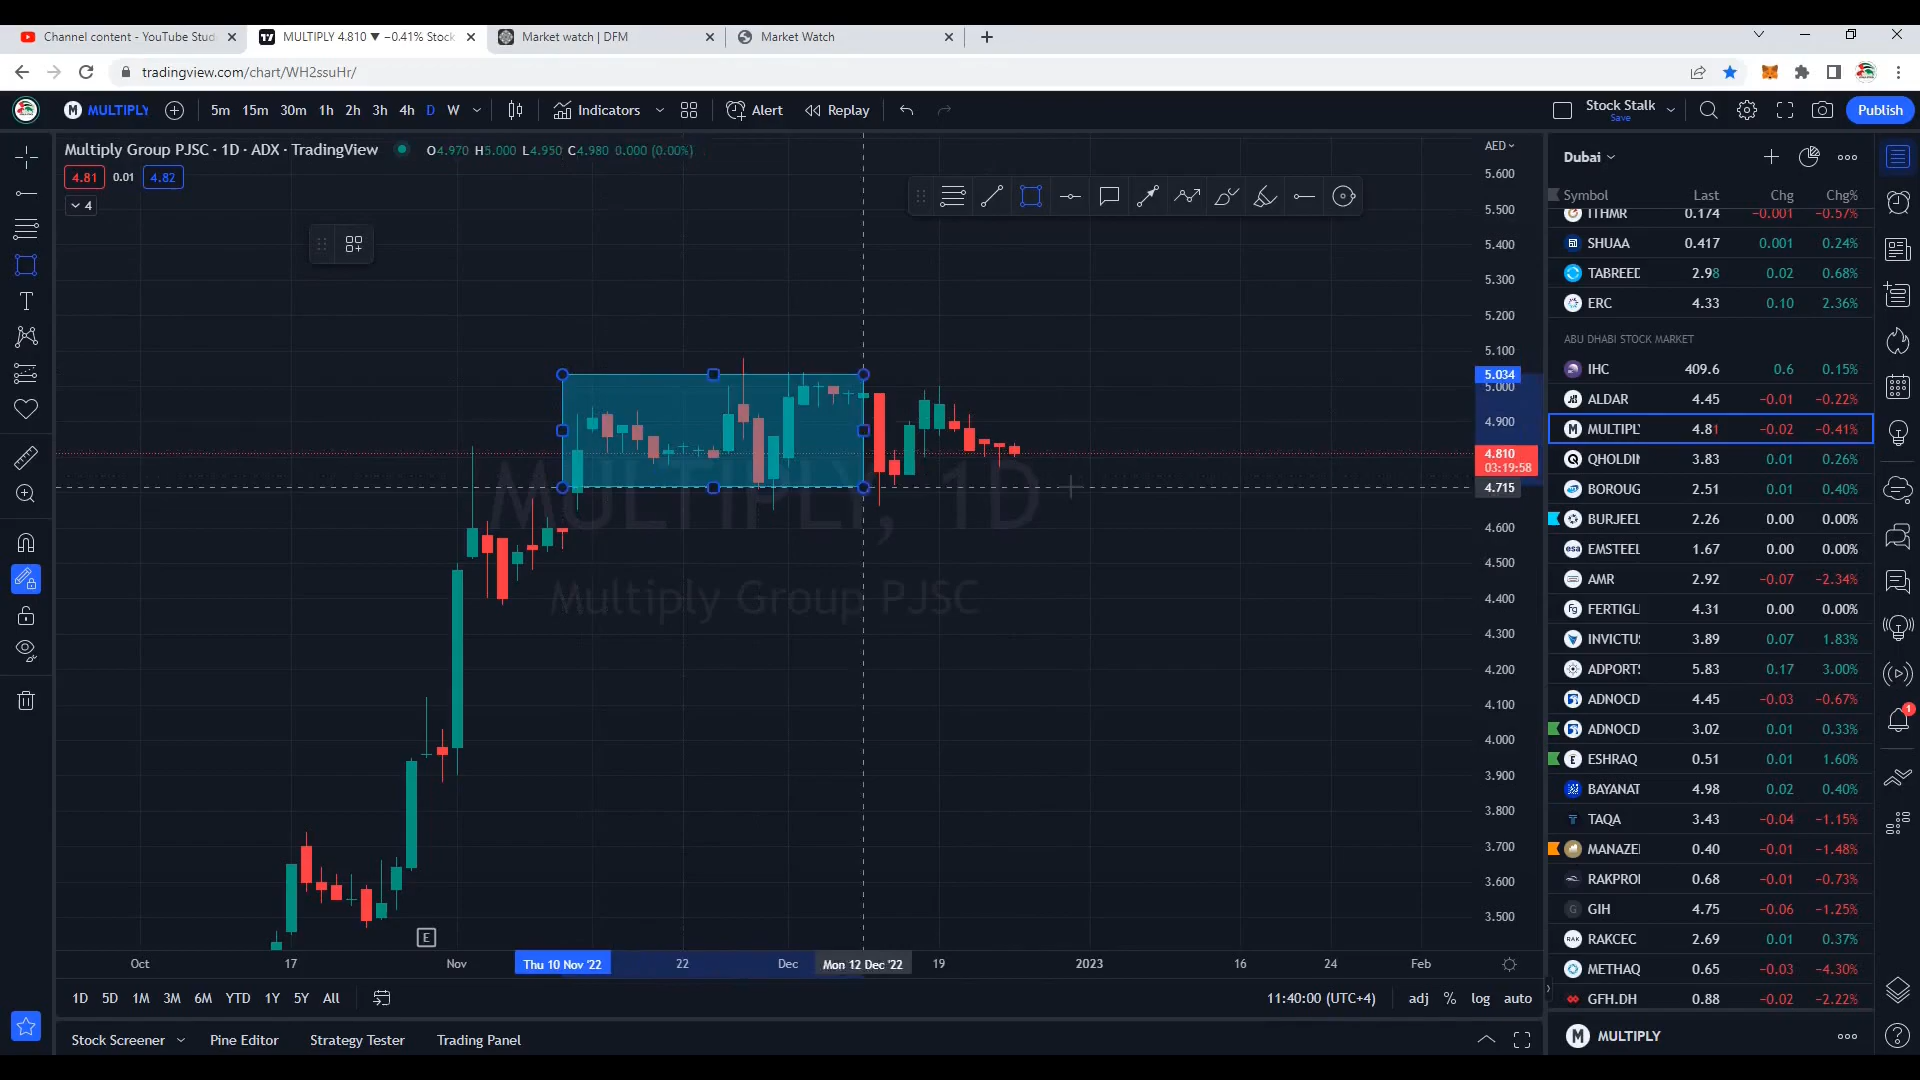 Channel content - YouTube Studi
MULTIPLY 4.810 ▼ −0.41% Stock
Market watch | DFM
Market Watch
tradingview.com/chart/WH2ssuHr/
MULTIPLY
5m 15m 30m 1h 2h 3h 4h D W
Indicators
Alert
Replay
Stock Stalk
Save
Publish
Multiply Group PJSC · 1D · ADX · TradingView
O4.970 H5.000 L4.950 C4.980 0.000 (0.00%)
4.81 0.01 4.82
4
MULTIPLY, 1D
Multiply Group PJSC
E
AED
5.600
5.500
5.400
5.300
5.200
5.100
5.034
5.000
4.900
4.810
03:19:58
4.715
4.600
4.500
4.400
4.300
4.200
4.100
4.000
3.900
3.800
3.700
3.600
3.500
Oct 17 Nov Thu 10 Nov '22 22 Dec Mon 12 Dec '22 19 2023 16 24 Feb
1D 5D 1M 3M 6M YTD 1Y 5Y All
11:40:00 (UTC+4) adj % log auto
Stock Screener Pine Editor Strategy Tester Trading Panel
Dubai
Symbol Last Chg Chg%
ITHMR 0.174 −0.001 −0.57%
SHUAA 0.417 0.001 0.24%
TABREED 2.98 0.02 0.68%
ERC 4.33 0.10 2.36%
ABU DHABI STOCK MARKET
IHC 409.6 0.6 0.15%
ALDAR 4.45 −0.01 −0.22%
MULTIPLY 4.81 −0.02 −0.41%
QHOLDIN 3.83 0.01 0.26%
BOROUG 2.51 0.01 0.40%
BURJEEL 2.26 0.00 0.00%
EMSTEEL 1.67 0.00 0.00%
AMR 2.92 −0.07 −2.34%
FERTIGL 4.31 0.00 0.00%
INVICTUS 3.89 0.07 1.83%
ADPORTS 5.83 0.17 3.00%
ADNOCD 4.45 −0.03 −0.67%
ADNOCD 3.02 0.01 0.33%
ESHRAQ 0.51 0.01 1.60%
BAYANAT 4.98 0.02 0.40%
TAQA 3.43 −0.04 −1.15%
MANAZEL 0.40 −0.01 −1.48%
RAKPROP 0.68 −0.01 −0.73%
GIH 4.75 −0.06 −1.25%
RAKCEC 2.69 0.01 0.37%
METHAQ 0.65 −0.03 −4.30%
GFH.DH 0.88 −0.02 −2.22%
MULTIPLY
1